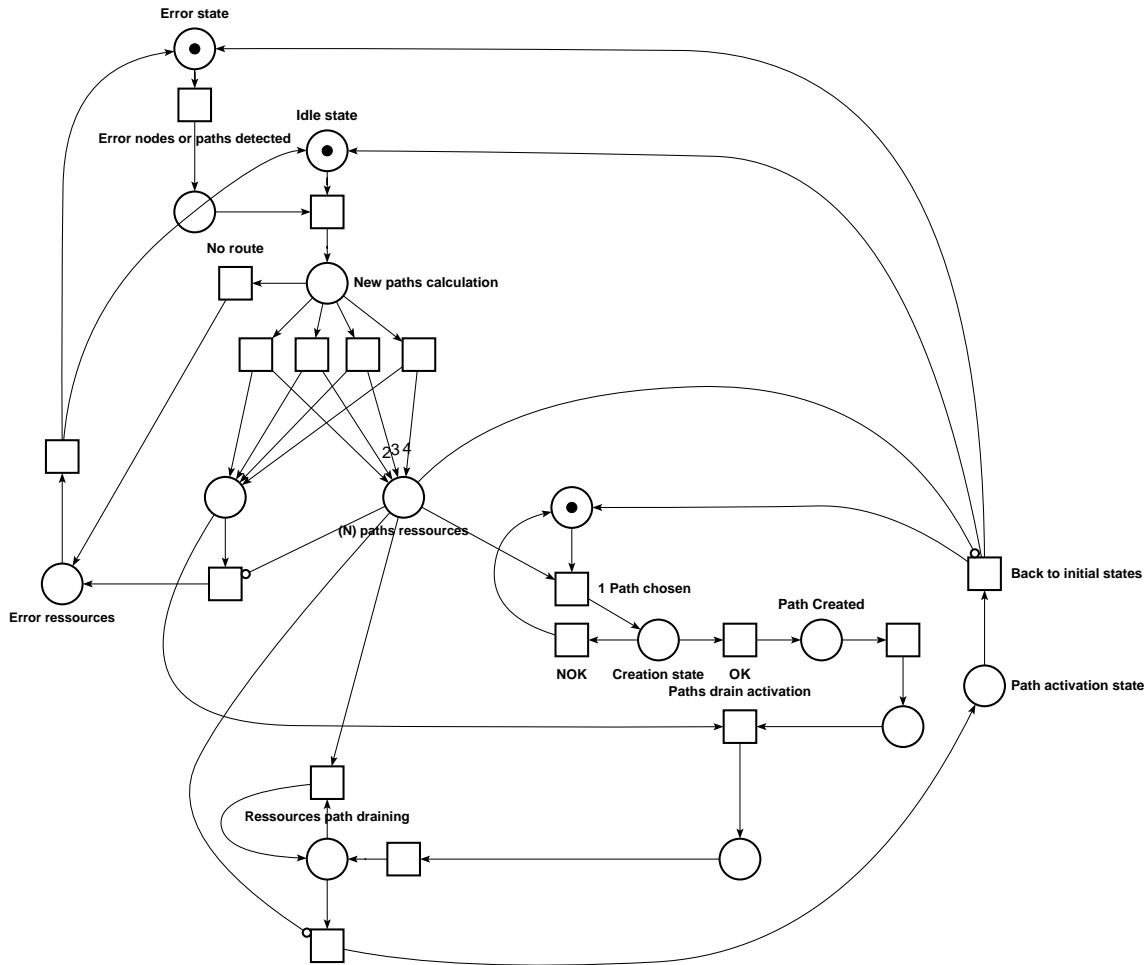 Error state
Idle state
Error nodes or paths detected
No route
New paths calculation
2 3 4
(N) paths ressources
1 Path chosen
Back to initial states
Error ressources
Path Created
NOK
Creation state
OK
Path activation state
Paths drain activation
Ressources path draining